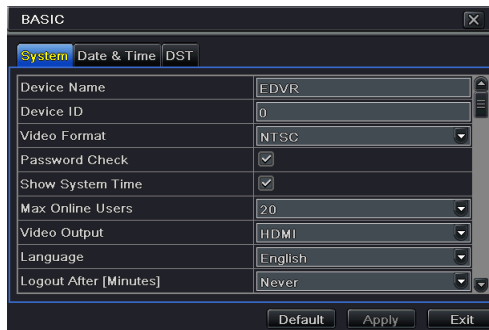 BASIC
System Date & Time DST
Device Name EDVR
Device ID 0
Video Format NTSC
Password Check
Show System Time
Max Online Users 20
Video Output HDMI
Language English
Logout After [Minutes] Never
Default Apply Exit